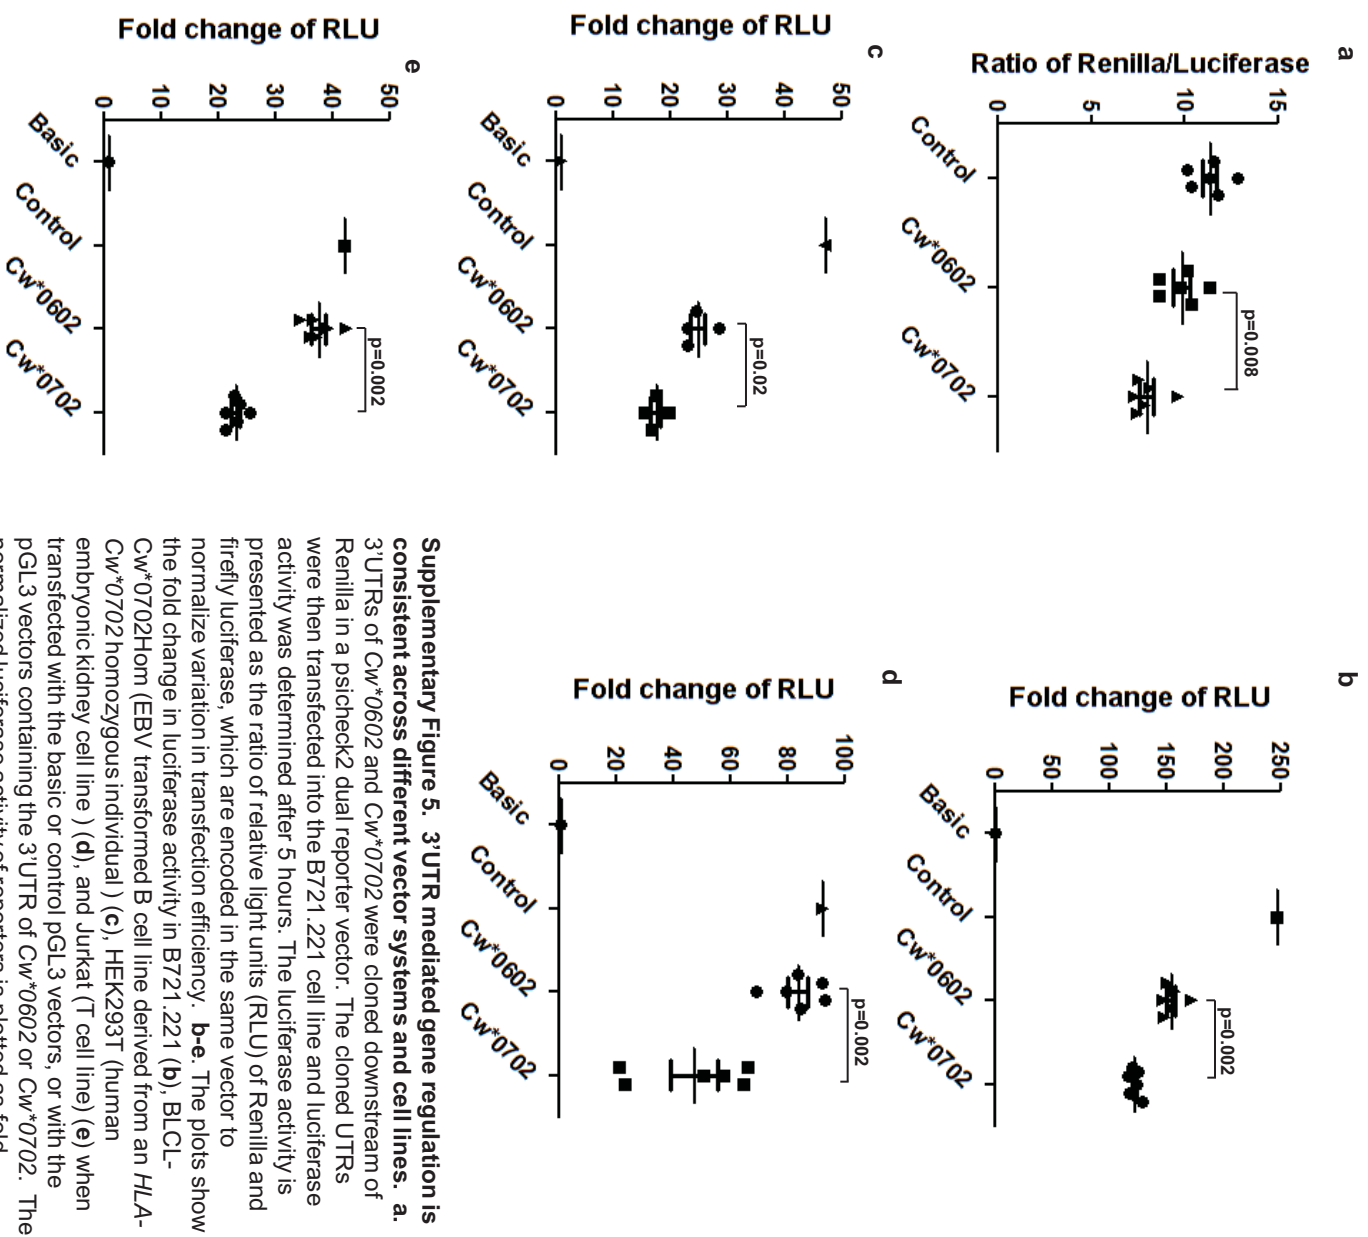 a
Ratio of Renilla/Luciferase
0 5 10 15
Control
Cw*0602
Cw*0702
p=0.008
b
Fold change of RLU
0 50 100 150 200 250
Basic
Control
Cw*0602
Cw*0702
p=0.002
c
Fold change of RLU
0 10 20 30 40 50
Basic
Control
Cw*0602
Cw*0702
p=0.02
d
Fold change of RLU
0 20 40 60 80 100
Basic
Control
Cw*0602
Cw*0702
p=0.002
e
Fold change of RLU
0 10 20 30 40 50
Basic
Control
Cw*0602
Cw*0702
p=0.002
Supplementary Figure 5. 3'UTR mediated gene regulation is
consistent across different vector systems and cell lines. a.
3'UTRs of Cw*0602 and Cw*0702 were cloned downstream of
Renilla in a psicheck2 dual reporter vector. The cloned UTRs
were then transfected into the B721.221 cell line and luciferase
activity was determined after 5 hours. The luciferase activity is
presented as the ratio of relative light units (RLU) of Renilla and
firefly luciferase, which are encoded in the same vector to
normalize variation in transfection efficiency. b-e. The plots show
the fold change in luciferase activity in B721.221 (b), BLCL-
Cw*0702Hom (EBV transformed B cell line derived from an HLA-
Cw*0702 homozygous individual ) (c), HEK293T (human
embryonic kidney cell line ) (d), and Jurkat (T cell line) (e) when
transfected with the basic or control pGL3 vectors, or with the
pGL3 vectors containing the 3'UTR of Cw*0602 or Cw*0702. The
normalized luciferase activity of reporters is plotted as fold